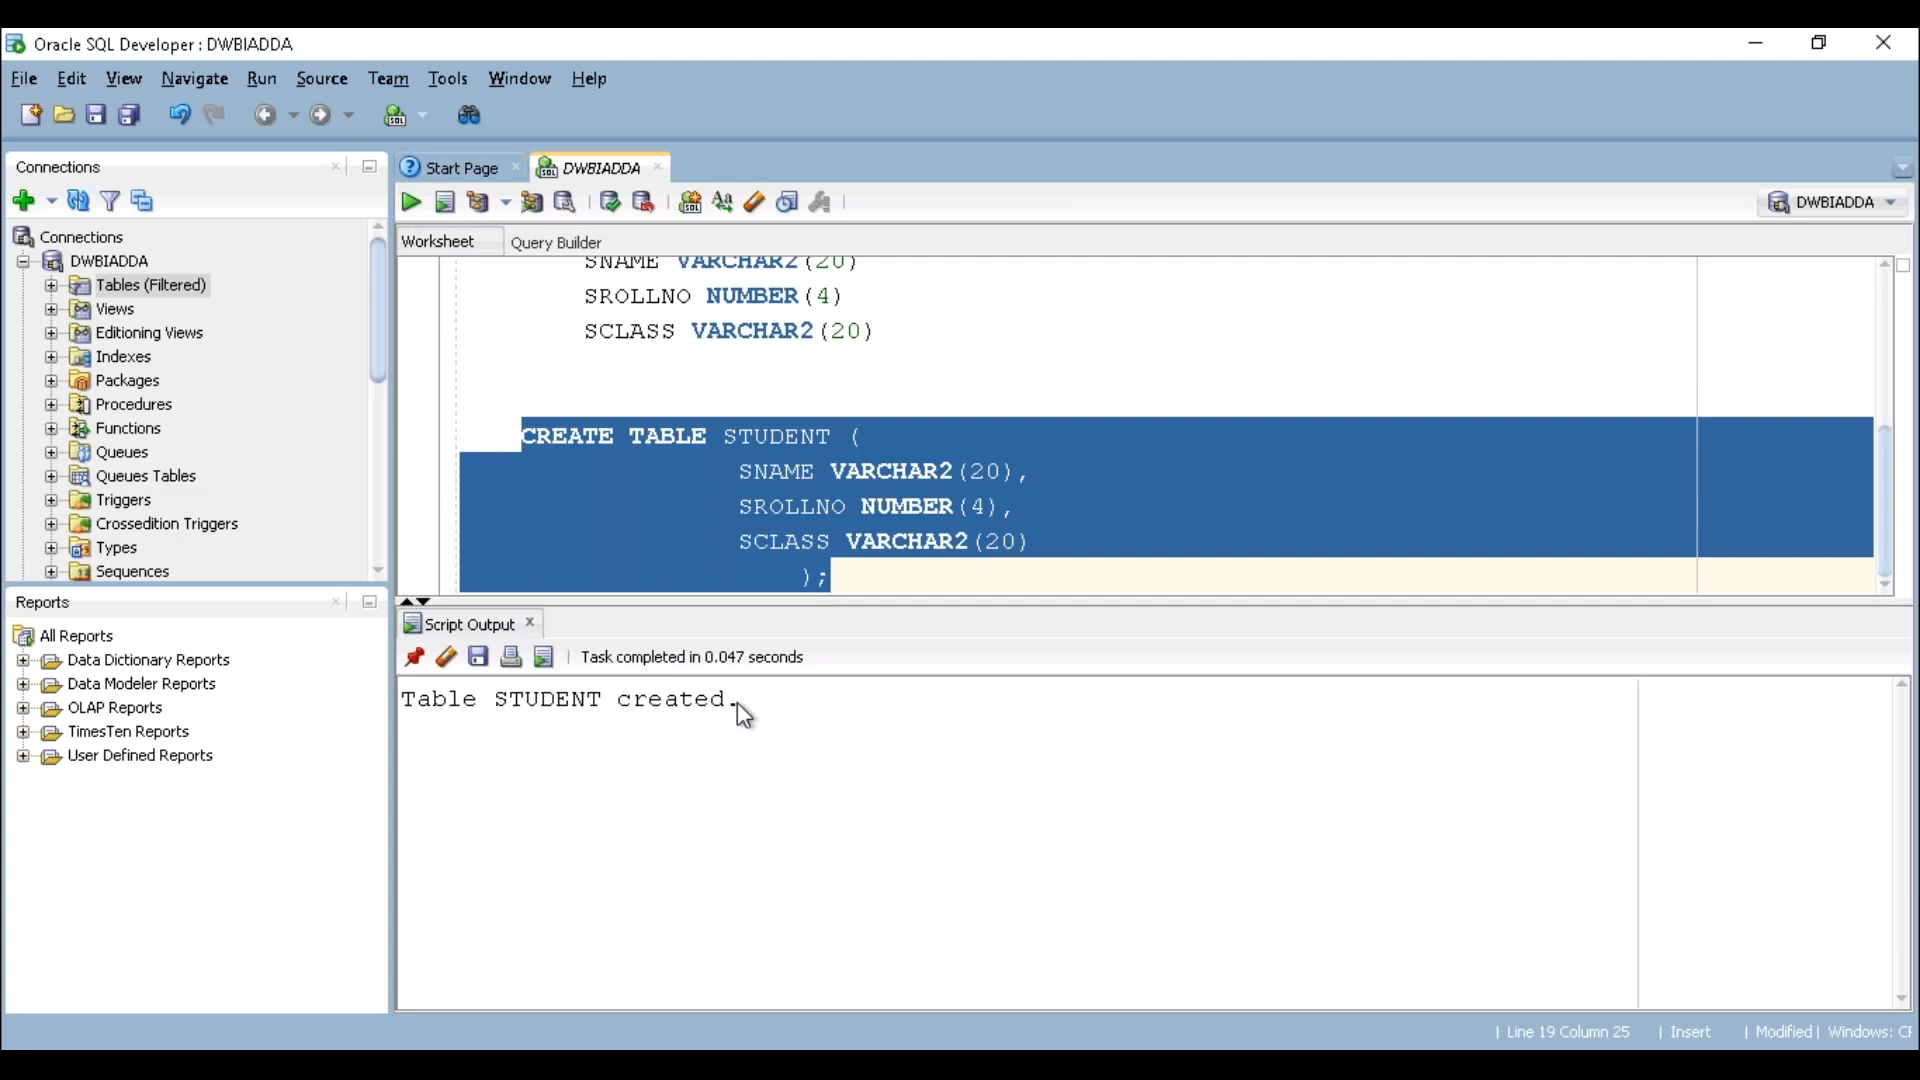 Oracle SQL Developer : DWBIADDA
File Edit View Navigate Run Source Team Tools Window Help
Connections
Connections
DWBIADDA
Tables (Filtered)
Views
Editioning Views
Indexes
Packages
Procedures
Functions
Queues
Queues Tables
Triggers
Crossedition Triggers
Types
Sequences
Reports
All Reports
Data Dictionary Reports
Data Modeler Reports
OLAP Reports
TimesTen Reports
User Defined Reports
Start Page
DWBIADDA
DWBIADDA
Worksheet Query Builder
SNAME VARCHAR2(20)
SROLLNO NUMBER(4)
SCLASS VARCHAR2(20)
CREATE TABLE STUDENT (
SNAME VARCHAR2(20),
SROLLNO NUMBER(4),
SCLASS VARCHAR2(20)
);
Script Output
Task completed in 0.047 seconds
Table STUDENT created.
| Line 19 Column 25 | Insert | Modified | Windows: